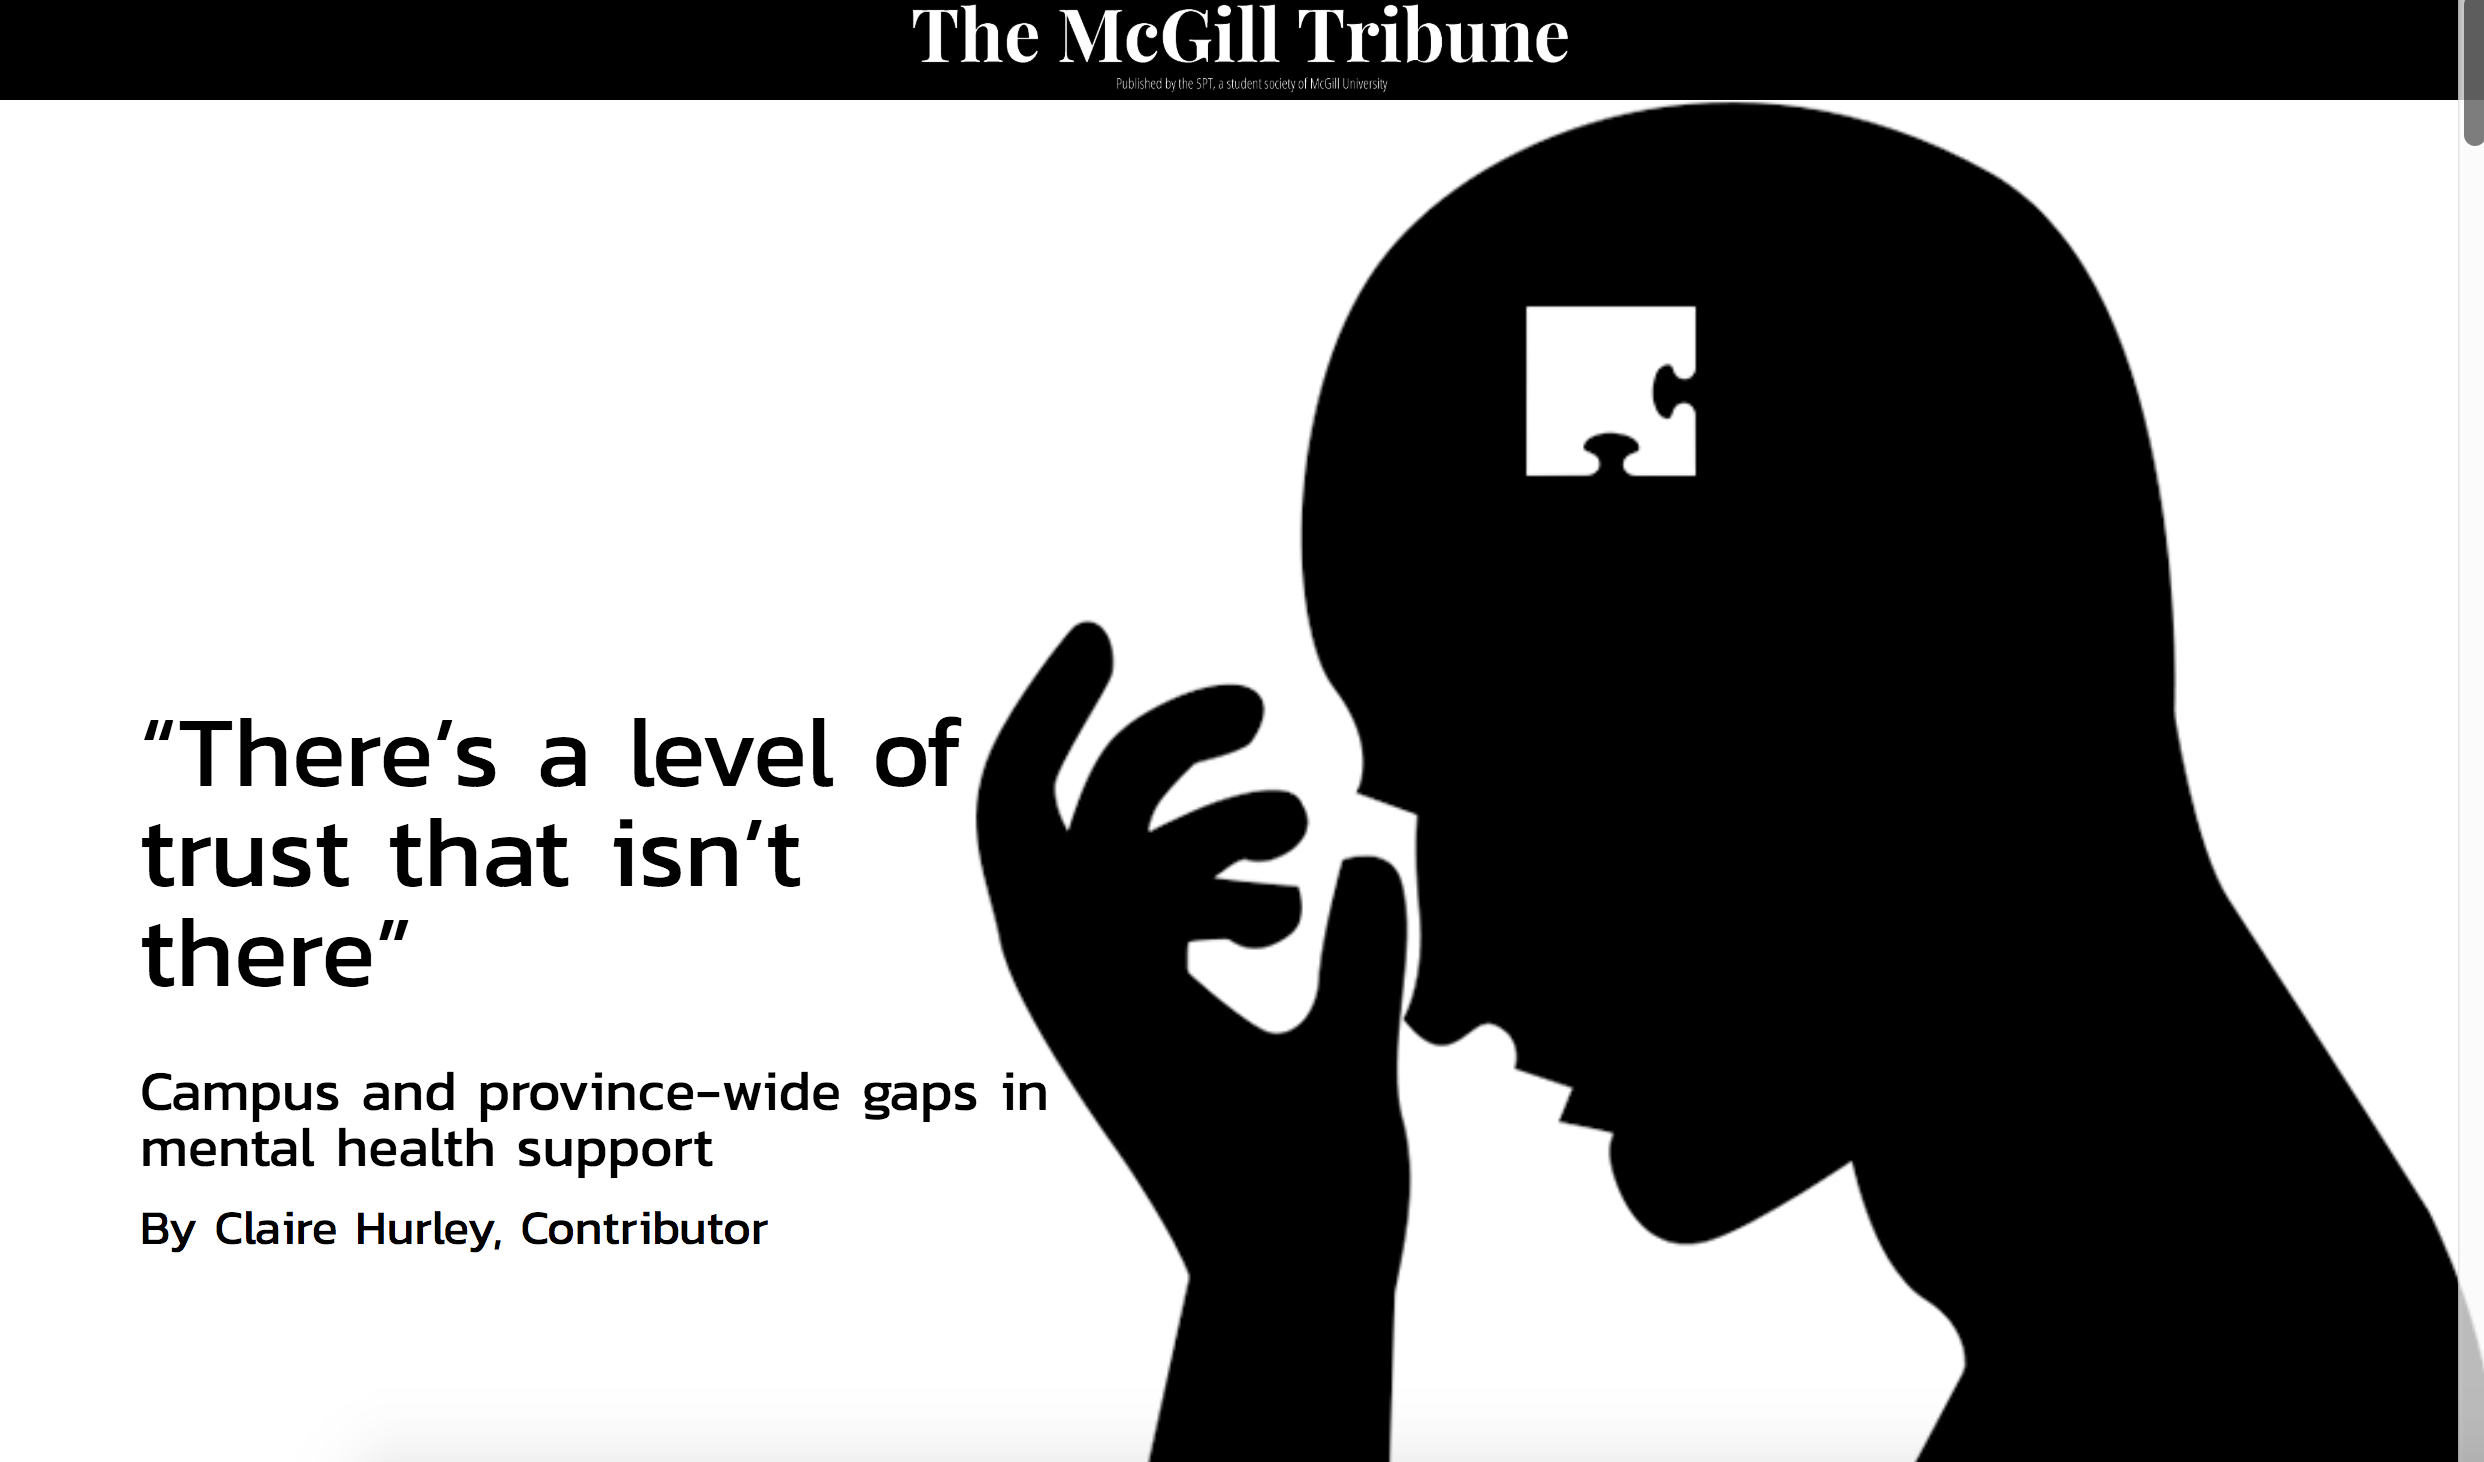 The McGill Tribune
Published by the SPT, a student society of McGill University
“There’s a level of
trust that isn’t
there”
Campus and province-wide gaps in
mental health support
By Claire Hurley, Contributor